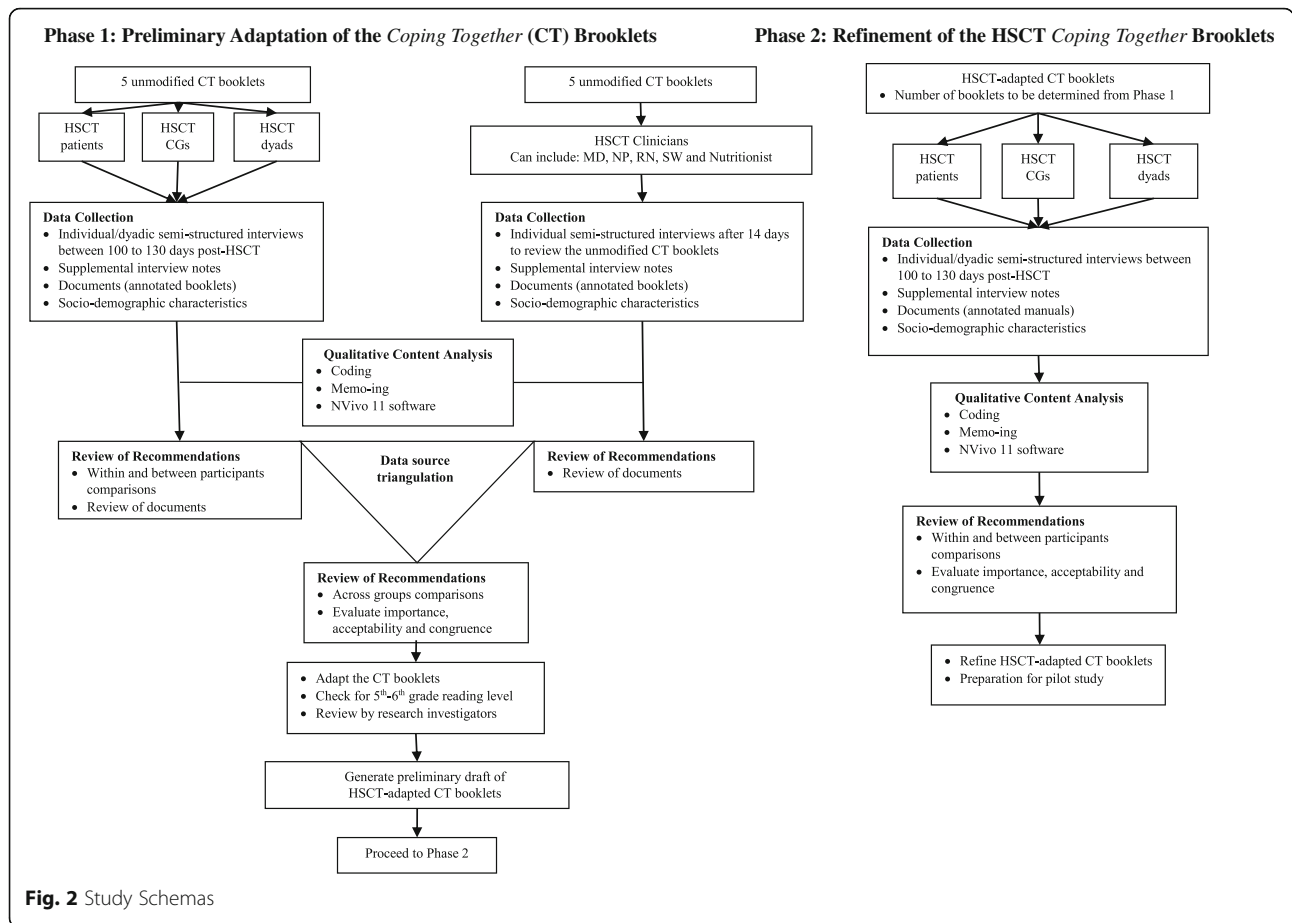 Phase 1: Preliminary Adaptation of the Coping Together (CT) Brooklets
5 unmodified CT booklets
HSCT
patients
HSCT
CGs
HSCT
dyads
Data Collection
• Individual/dyadic semi-structured interviews
between 100 to 130 days post-HSCT
• Supplemental interview notes
• Documents (annotated booklets)
• Socio-demographic characteristics
5 unmodified CT booklets
HSCT Clinicians
Can include: MD, NP, RN, SW and Nutritionist
Data Collection
• Individual semi-structured interviews after 14 days
to review the unmodified CT booklets
• Supplemental interview notes
• Documents (annotated booklets)
• Socio-demographic characteristics
Qualitative Content Analysis
• Coding
• Memo-ing
• NVivo 11 software
Review of Recommendations
• Within and between participants
comparisons
• Review of documents
Data source
triangulation
Review of Recommendations
• Review of documents
Review of Recommendations
• Across groups comparisons
• Evaluate importance,
acceptability and congruence
• Adapt the CT booklets
• Check for 5th-6th grade reading level
• Review by research investigators
Generate preliminary draft of
HSCT-adapted CT booklets
Proceed to Phase 2
Phase 2: Refinement of the HSCT Coping Together Brooklets
HSCT-adapted CT booklets
• Number of booklets to be determined from Phase 1
HSCT
patients
HSCT
CGs
HSCT
dyads
Data Collection
• Individual/dyadic semi-structured interviews between
100 to 130 days post-HSCT
• Supplemental interview notes
• Documents (annotated manuals)
• Socio-demographic characteristics
Qualitative Content Analysis
• Coding
• Memo-ing
• NVivo 11 software
Review of Recommendations
• Within and between participants
comparisons
• Evaluate importance, acceptability and
congruence
• Refine HSCT-adapted CT booklets
• Preparation for pilot study
Fig. 2 Study Schemas